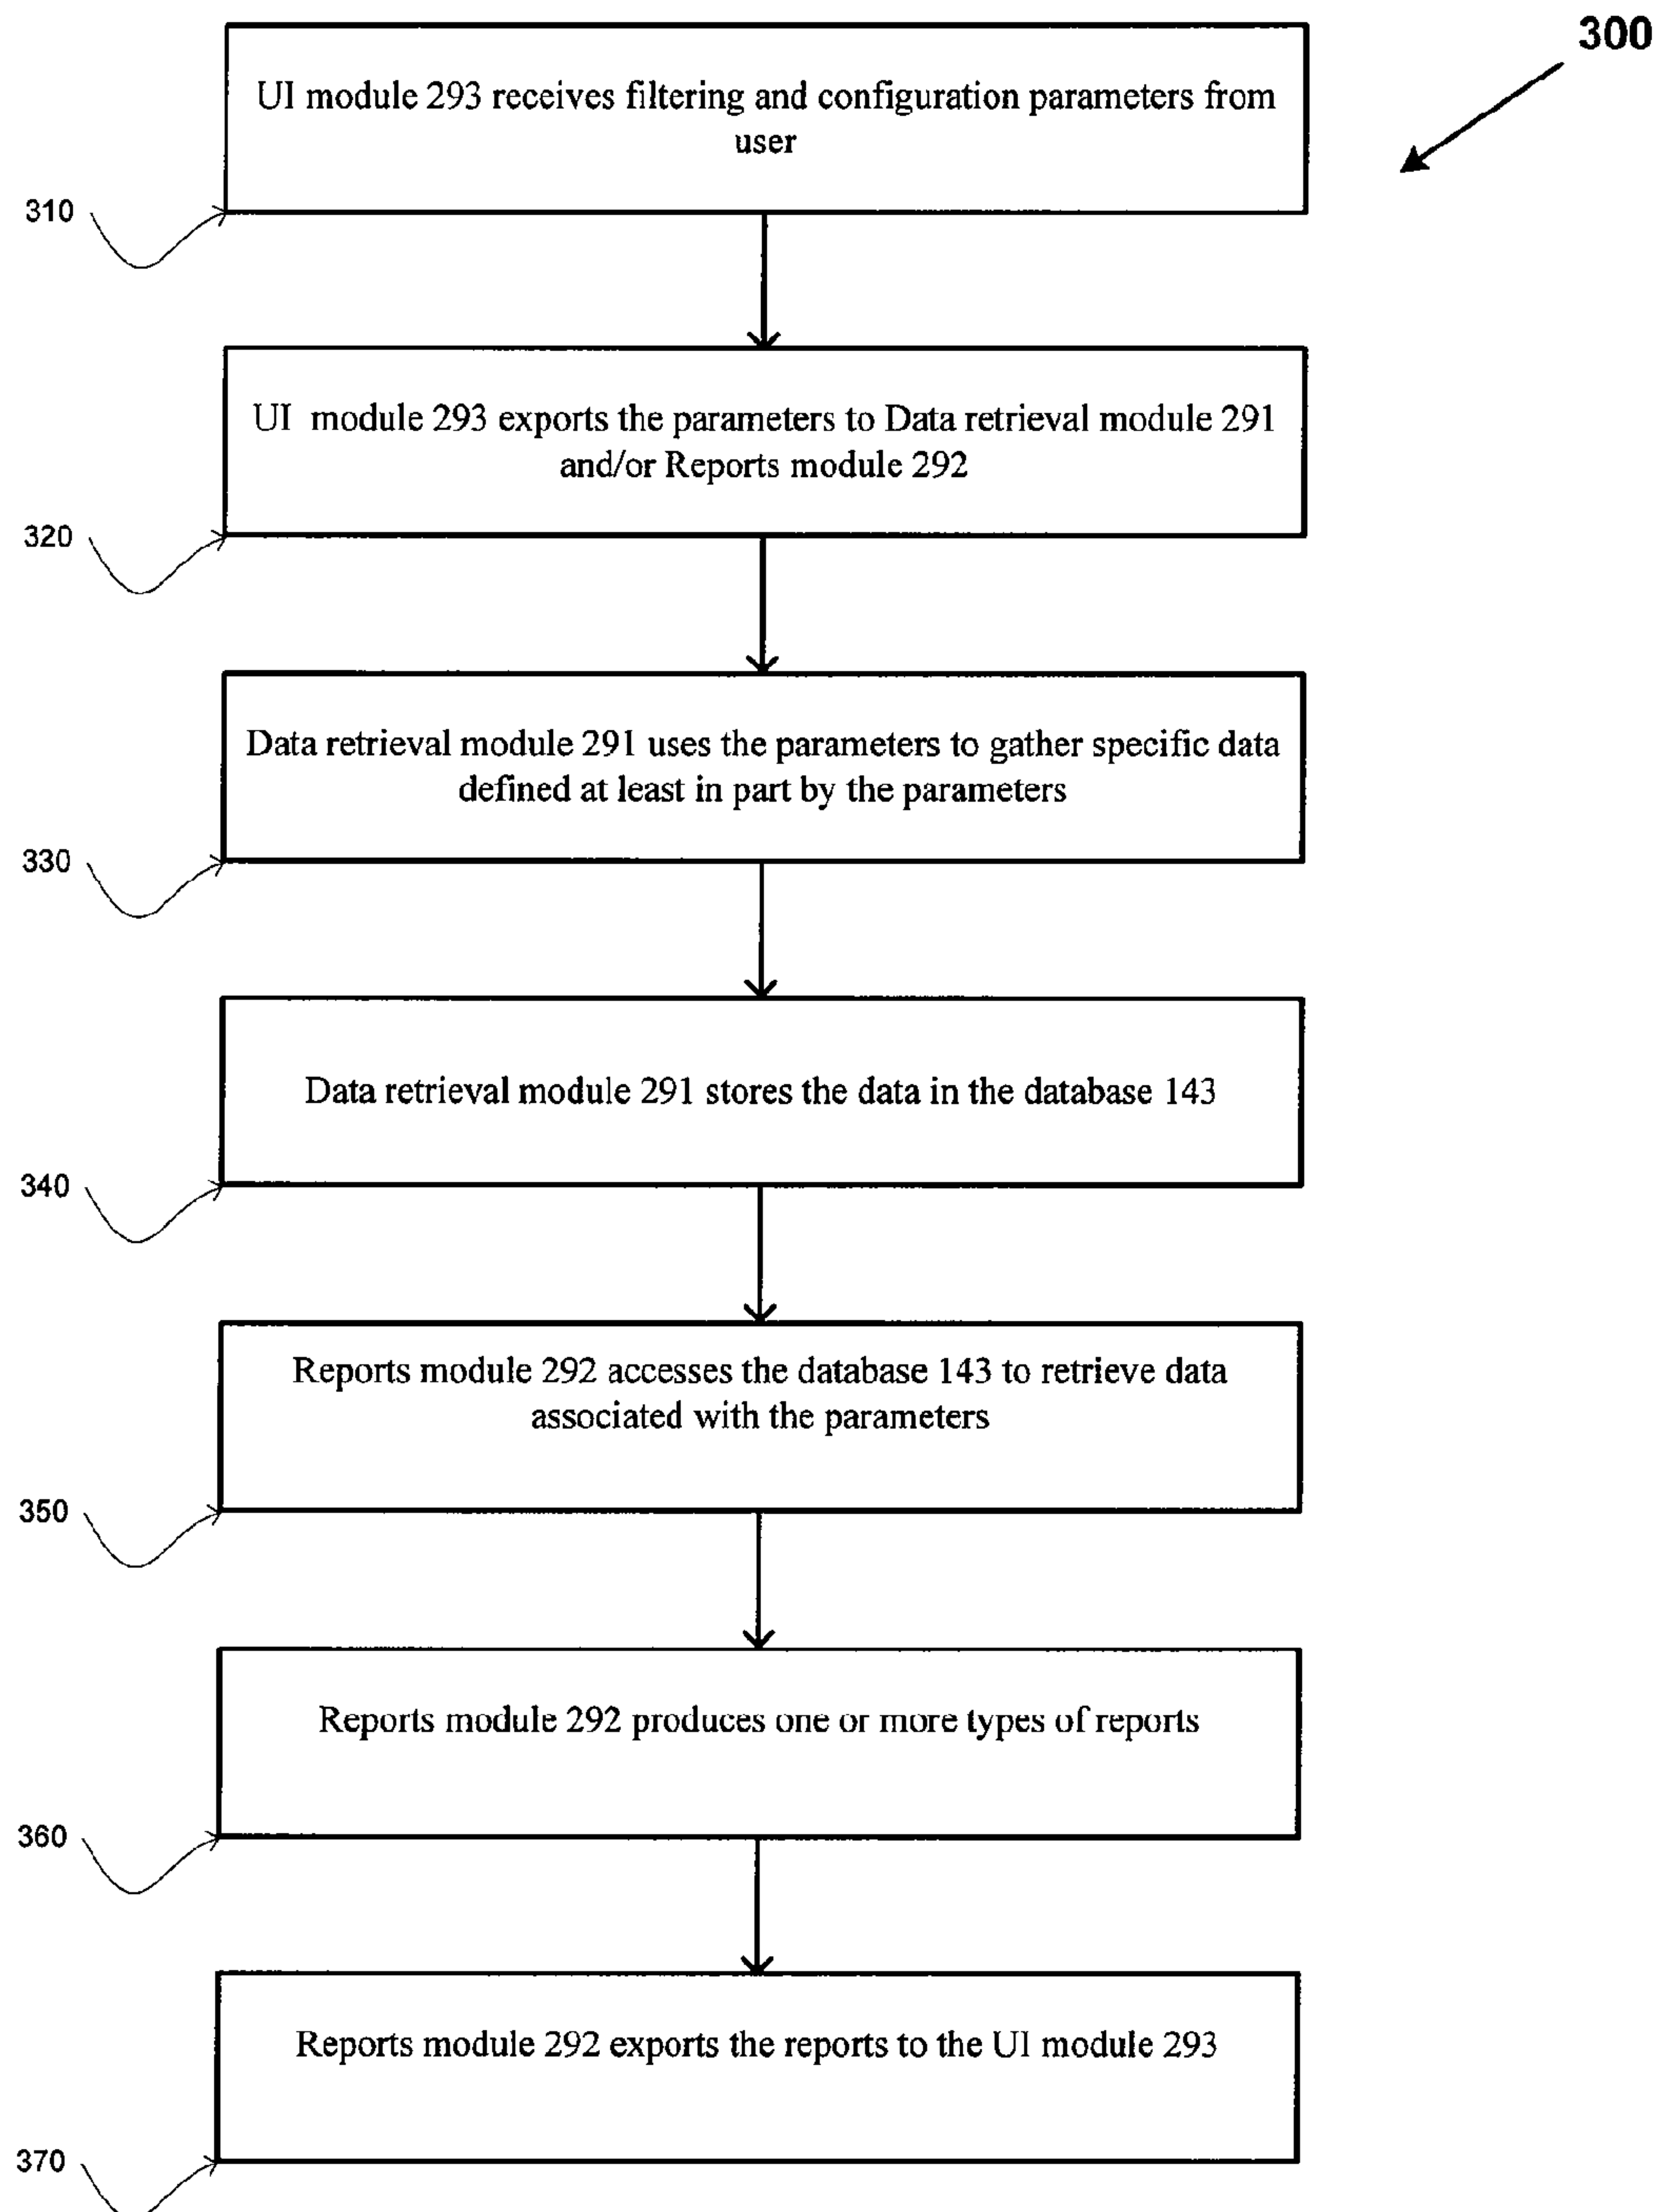 300
UI module 293 receives filtering and configuration parameters from
user
310
UI module 293 exports the parameters to Data retrieval module 291
and/or Reports module 292
320
Data retrieval module 291 uses the parameters to gather specific data
defined at least in part by the parameters
330
Data retrieval module 291 stores the data in the database 143
340
Reports module 292 accesses the database 143 to retrieve data
associated with the parameters
350
Reports module 292 produces one or more types of reports
360
Reports module 292 exports the reports to the UI module 293
370